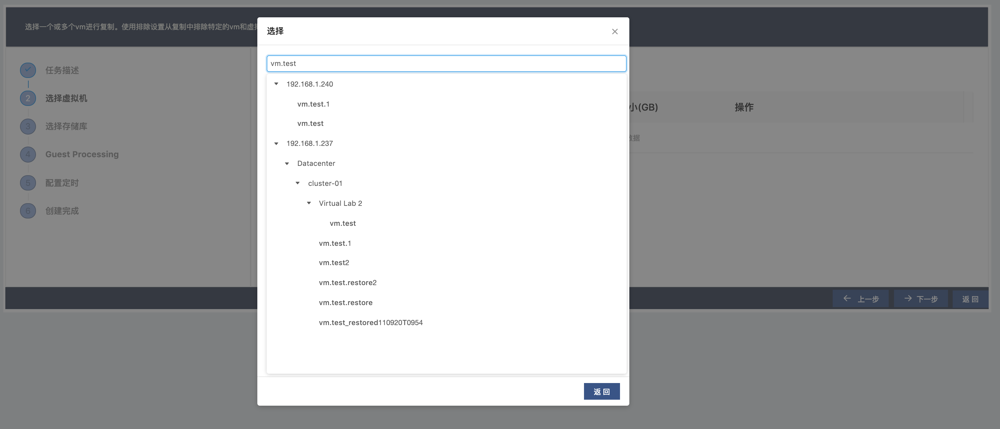 选择一个或多个vm进行复制。使用排除设置从复制中排除特定的vm和虚
任务描述
2 选择虚拟机
3 选择存储库
4 Guest Processing
5 配置定时
6 创建完成
选择
vm.test
192.168.1.240
vm.test.1
vm.test
192.168.1.237
Datacenter
cluster-01
Virtual Lab 2
vm.test
vm.test.1
vm.test2
vm.test.restore2
vm.test.restore
vm.test_restored110920T0954
返 回
小(GB) 操作
数据
上一步 下一步 返 回